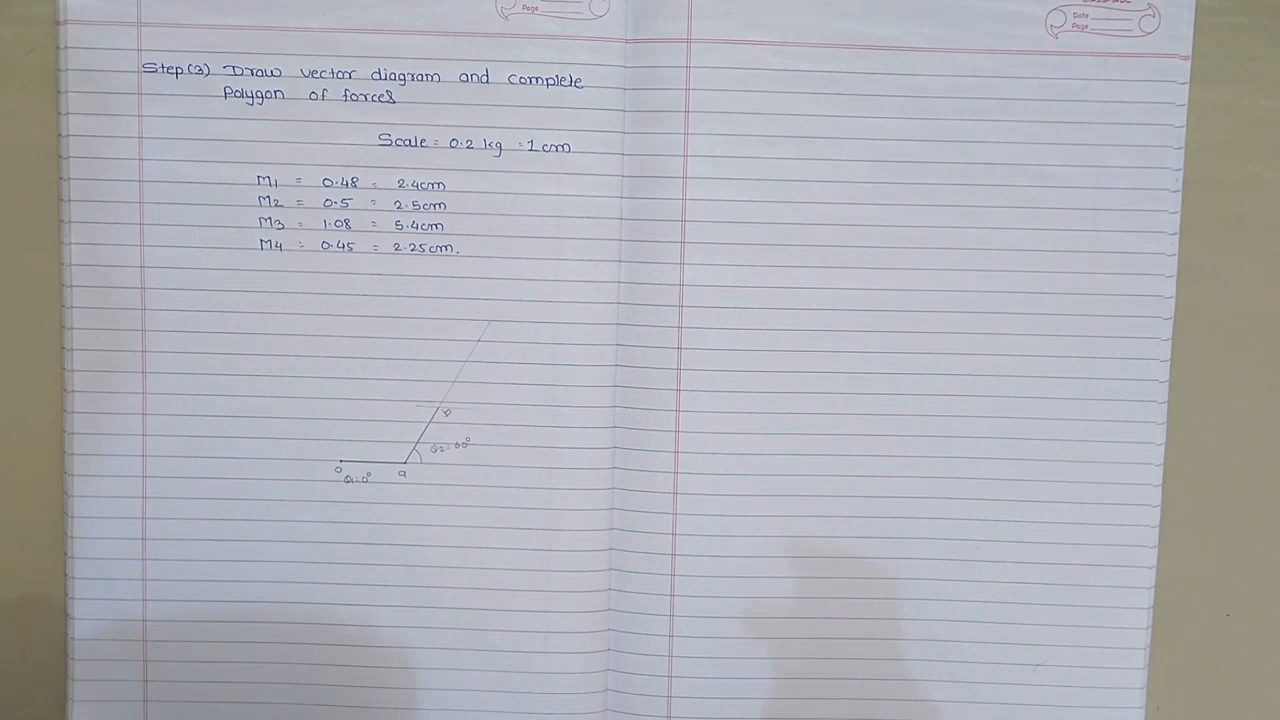 Page
Date
Page
Step(3) Draw vector diagram and complete
Polygon of forces
Scale = 0.2 kg = 1cm
M1 = 0.48 = 2.4cm
M2 = 0.5 = 2.5cm
M3 = 1.08 = 5.4cm
M4 = 0.45 = 2.25cm.
b
θ2=60°
o
a
θ1=0°